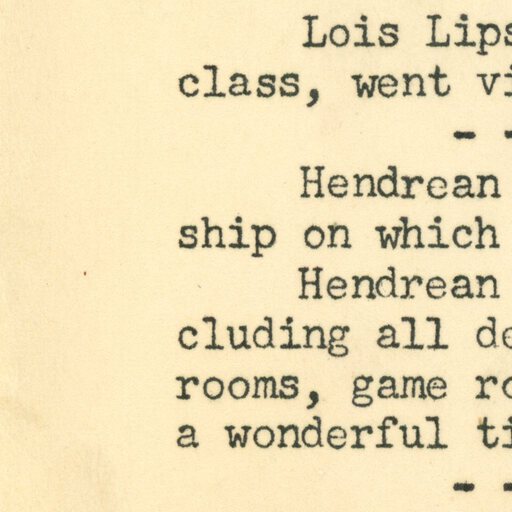 Lois Lips
class, went vi
- -
Hendrean
ship on which
Hendrean
cluding all de
rooms, game ro
a wonderful ti
- -